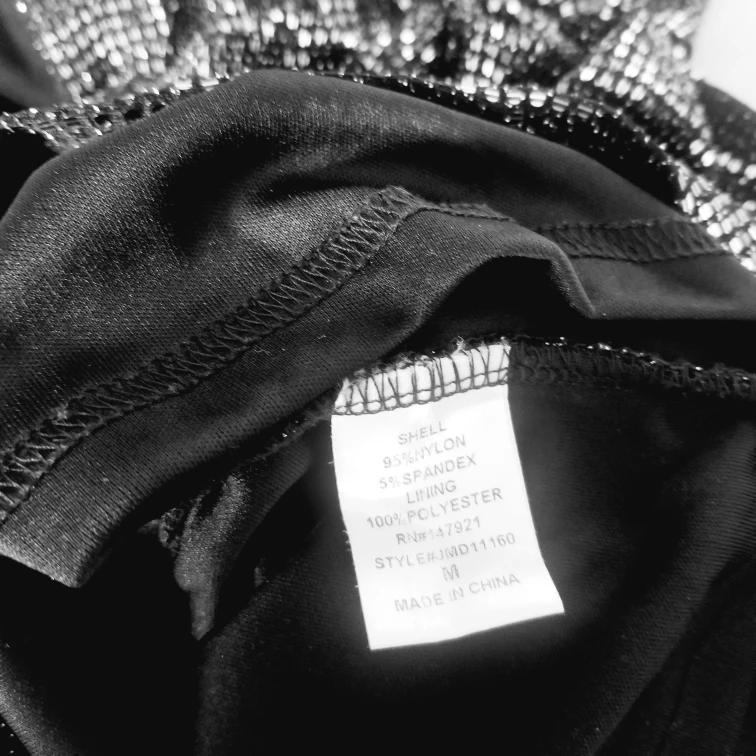 SHELL
95%NYLON
5%SPANDEX
LINING
100%POLYESTER
RN#147921
STYLE#JMD11160
M
MADE IN CHINA